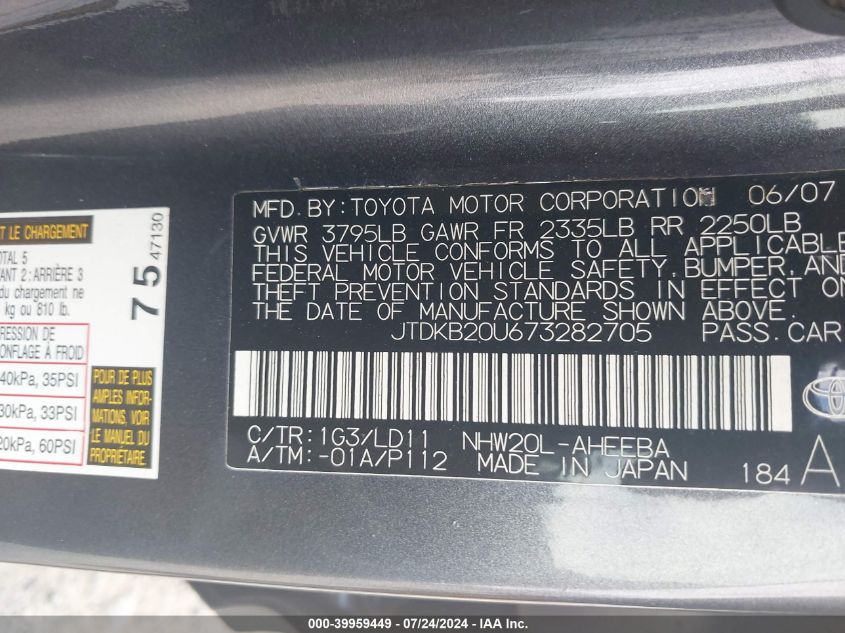 T LE CHARGEMENT
OTAL 5
ANT 2: ARRIÈRE 3
du chargement ne
kg ou 810 lb.
RESSION DE
ONFLAGE À FROID
40kPa, 35PSI
30kPa, 33PSI
20kPa, 60PSI
7 5 47130
POUR DE PLUS
AMPLES INFOR-
MATIONS, VOIR
LE MANUEL DU
PROPRIÉTAIRE.
MFD. BY: TOYOTA MOTOR CORPORATION 06/07
GVWR 3795LB GAWR FR 2335LB RR 2250LB
THIS VEHICLE CONFORMS TO ALL APPLICABLE
FEDERAL MOTOR VEHICLE SAFETY, BUMPER, AND
THEFT PREVENTION STANDARDS IN EFFECT ON
THE DATE OF MANUFACTURE SHOWN ABOVE.
JTDKB20U673282705 PASS. CAR
C/TR: 1G3/LD11 NHW20L-AHEEBA
A/TM: -01A/P112 MADE IN JAPAN 184 A
000-39959449 / 07/24/2024 - IAA Inc.